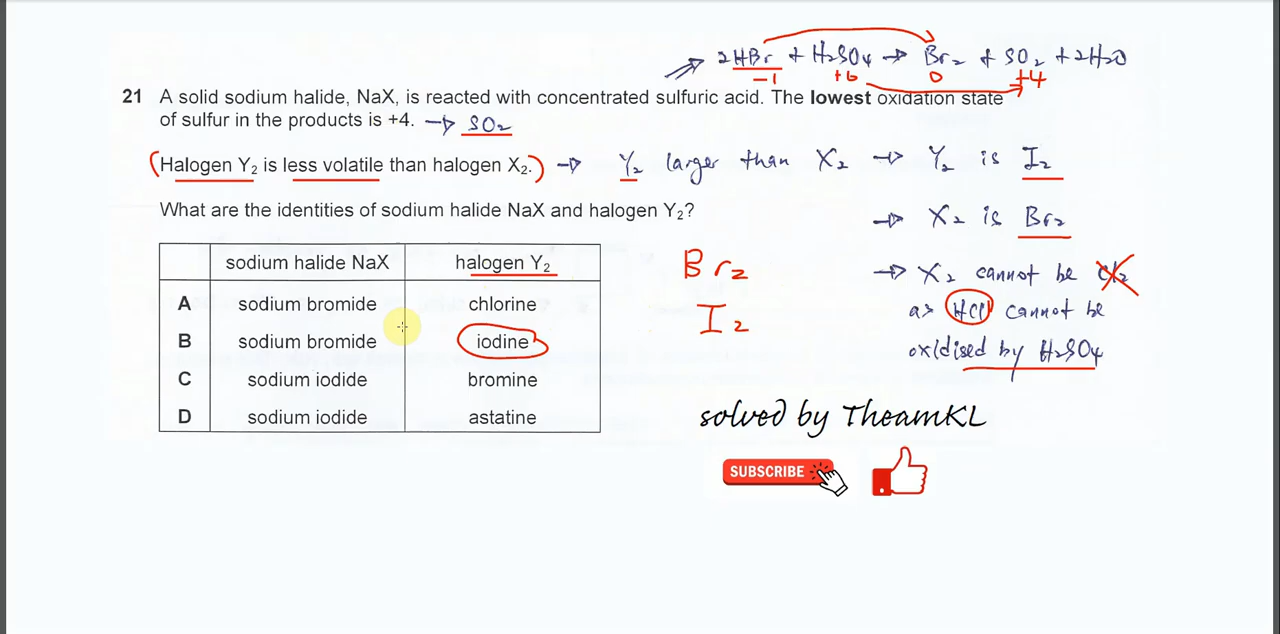 2HBr + H2SO4 → Br2 + SO2 + 2H2O
-1 +6 0 +4
21 A solid sodium halide, NaX, is reacted with concentrated sulfuric acid. The lowest oxidation state
of sulfur in the products is +4. → SO2
(Halogen Y2 is less volatile than halogen X2.) → Y2 larger than X2 → Y2 is I2
What are the identities of sodium halide NaX and halogen Y2?
→ X2 is Br2
sodium halide NaX halogen Y2
A sodium bromide chlorine
B sodium bromide iodine
C sodium iodide bromine
D sodium iodide astatine
Br2
I2
→ X2 cannot be Cl2
as HCl cannot be
oxidised by H2SO4
solved by TheamKL
SUBSCRIBE